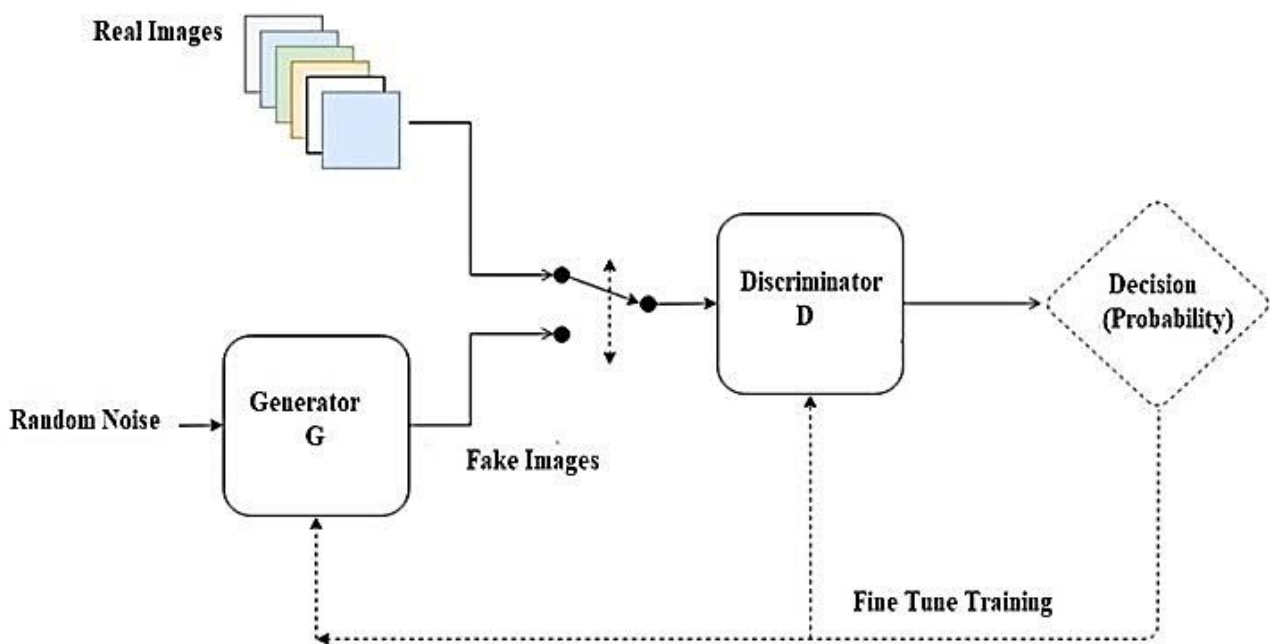 Real Images
Discriminator
D
Decision
(Probability)
Generator
G
Random Noise
Fake Images
Fine Tune Training